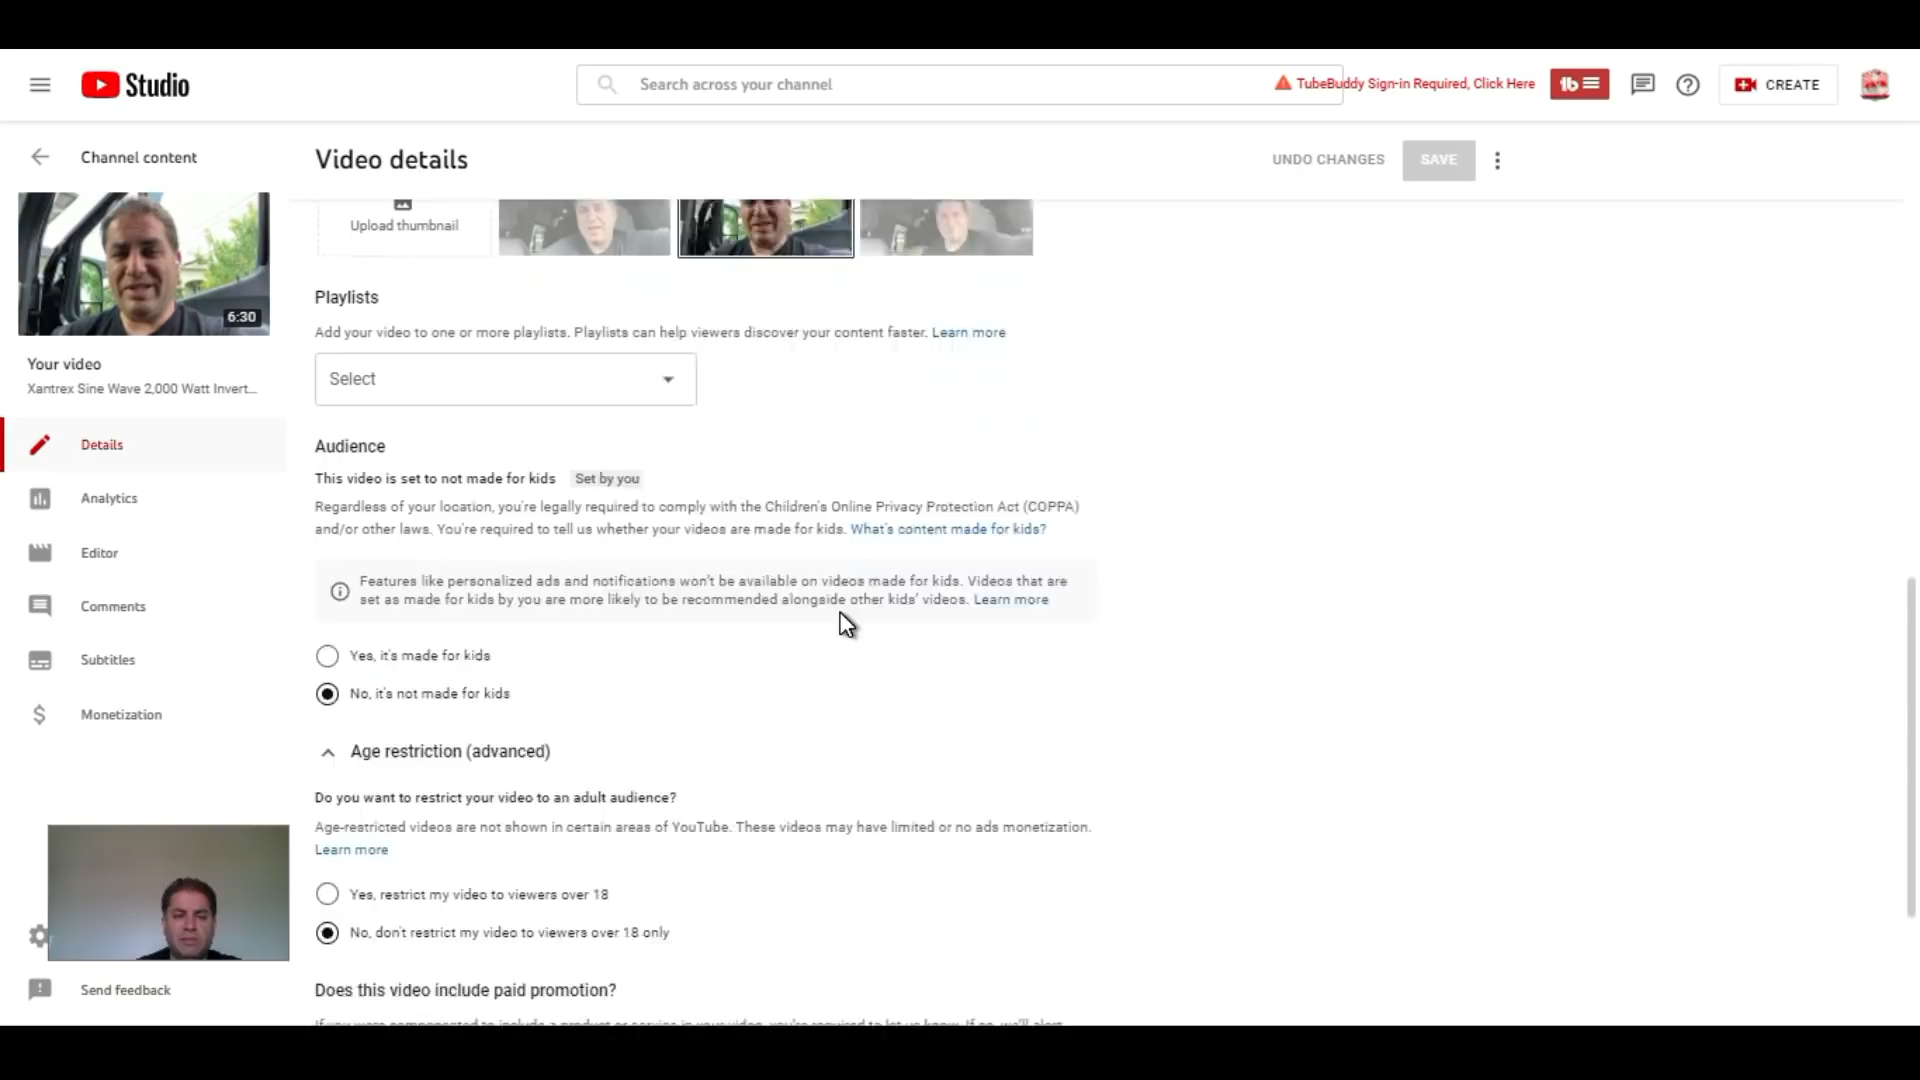 Studio
Search across your channel
TubeBuddy Sign-in Required, Click Here
tb
CREATE
Channel content
Video details
UNDO CHANGES
SAVE
Upload thumbnail
6:30
Your video
Xantrex Sine Wave 2,000 Watt Invert...
Details
Analytics
Editor
Comments
Subtitles
Monetization
Send feedback
Playlists
Add your video to one or more playlists. Playlists can help viewers discover your content faster. Learn more
Select
Audience
This video is set to not made for kids Set by you
Regardless of your location, you're legally required to comply with the Children's Online Privacy Protection Act (COPPA)
and/or other laws. You're required to tell us whether your videos are made for kids. What's content made for kids?
Features like personalized ads and notifications won't be available on videos made for kids. Videos that are
set as made for kids by you are more likely to be recommended alongside other kids' videos. Learn more
Yes, it's made for kids
No, it's not made for kids
Age restriction (advanced)
Do you want to restrict your video to an adult audience?
Age-restricted videos are not shown in certain areas of YouTube. These videos may have limited or no ads monetization.
Learn more
Yes, restrict my video to viewers over 18
No, don't restrict my video to viewers over 18 only
Does this video include paid promotion?